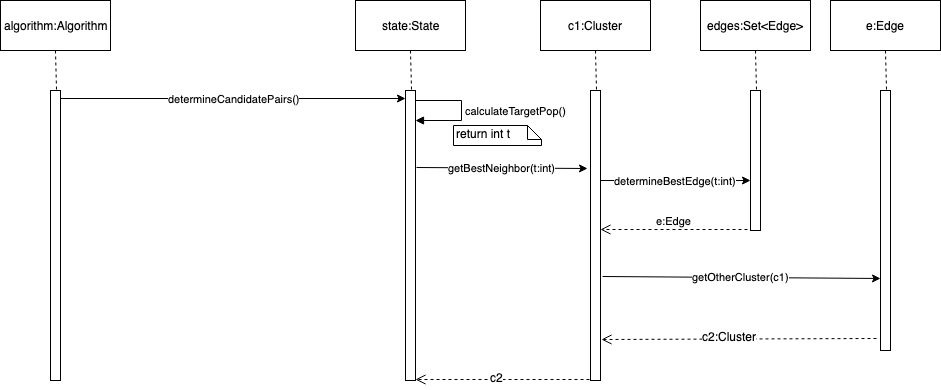 algorithm:Algorithm
state:State
c1:Cluster
edges:Set<Edge>
e:Edge
determineCandidatePairs()
calculateTargetPop()
return int t
getBestNeighbor(t:int)
determineBestEdge(t:int)
e:Edge
getOtherCluster(c1)
c2:Cluster
c2